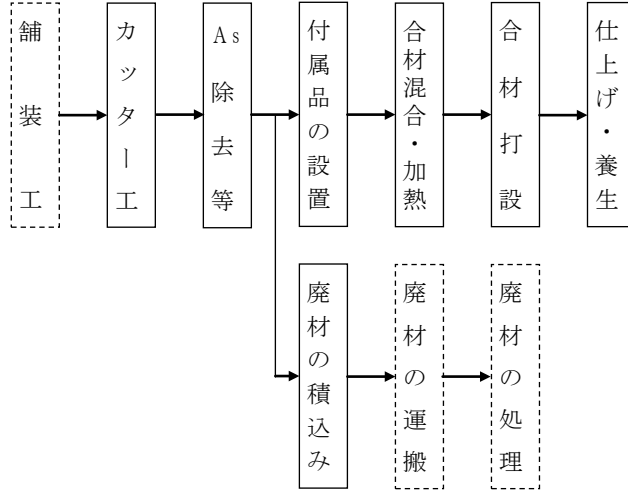 舗装工
カッター工
As除去等
付属品の設置
合材混合・加熱
合材打設
仕上げ・養生
廃材の積込み
廃材の運搬
廃材の処理